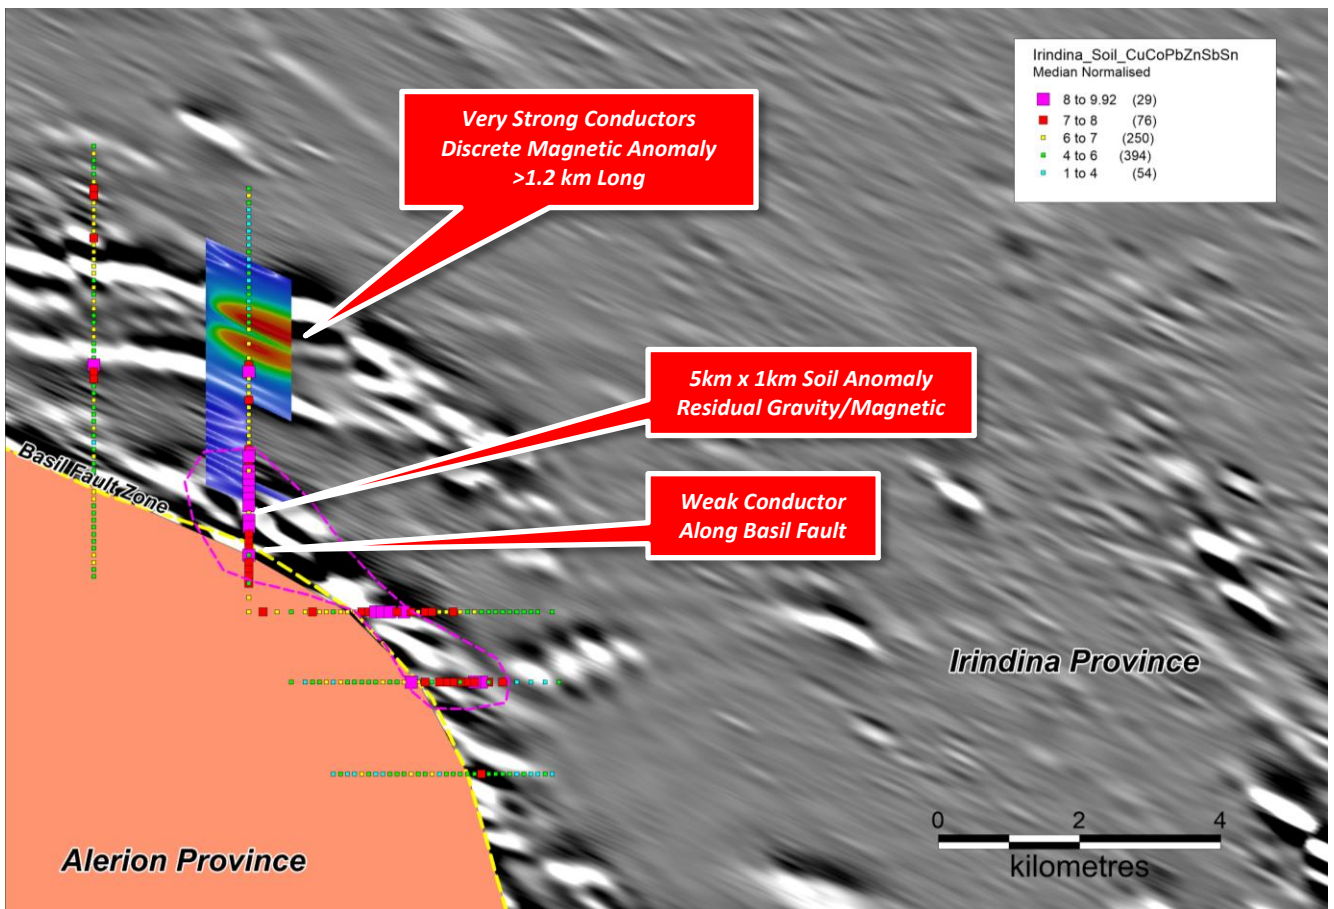 Irindina_Soil_CuCoPbZnSbSn
Median Normalised
8 to 9.92 (29)
7 to 8 (76)
6 to 7 (250)
4 to 6 (394)
1 to 4 (54)
Very Strong Conductors
Discrete Magnetic Anomaly
>1.2 km Long
5km x 1km Soil Anomaly
Residual Gravity/Magnetic
Basil Fault Zone
Weak Conductor
Along Basil Fault
Irindina Province
Alerion Province
0 2 4
kilometres